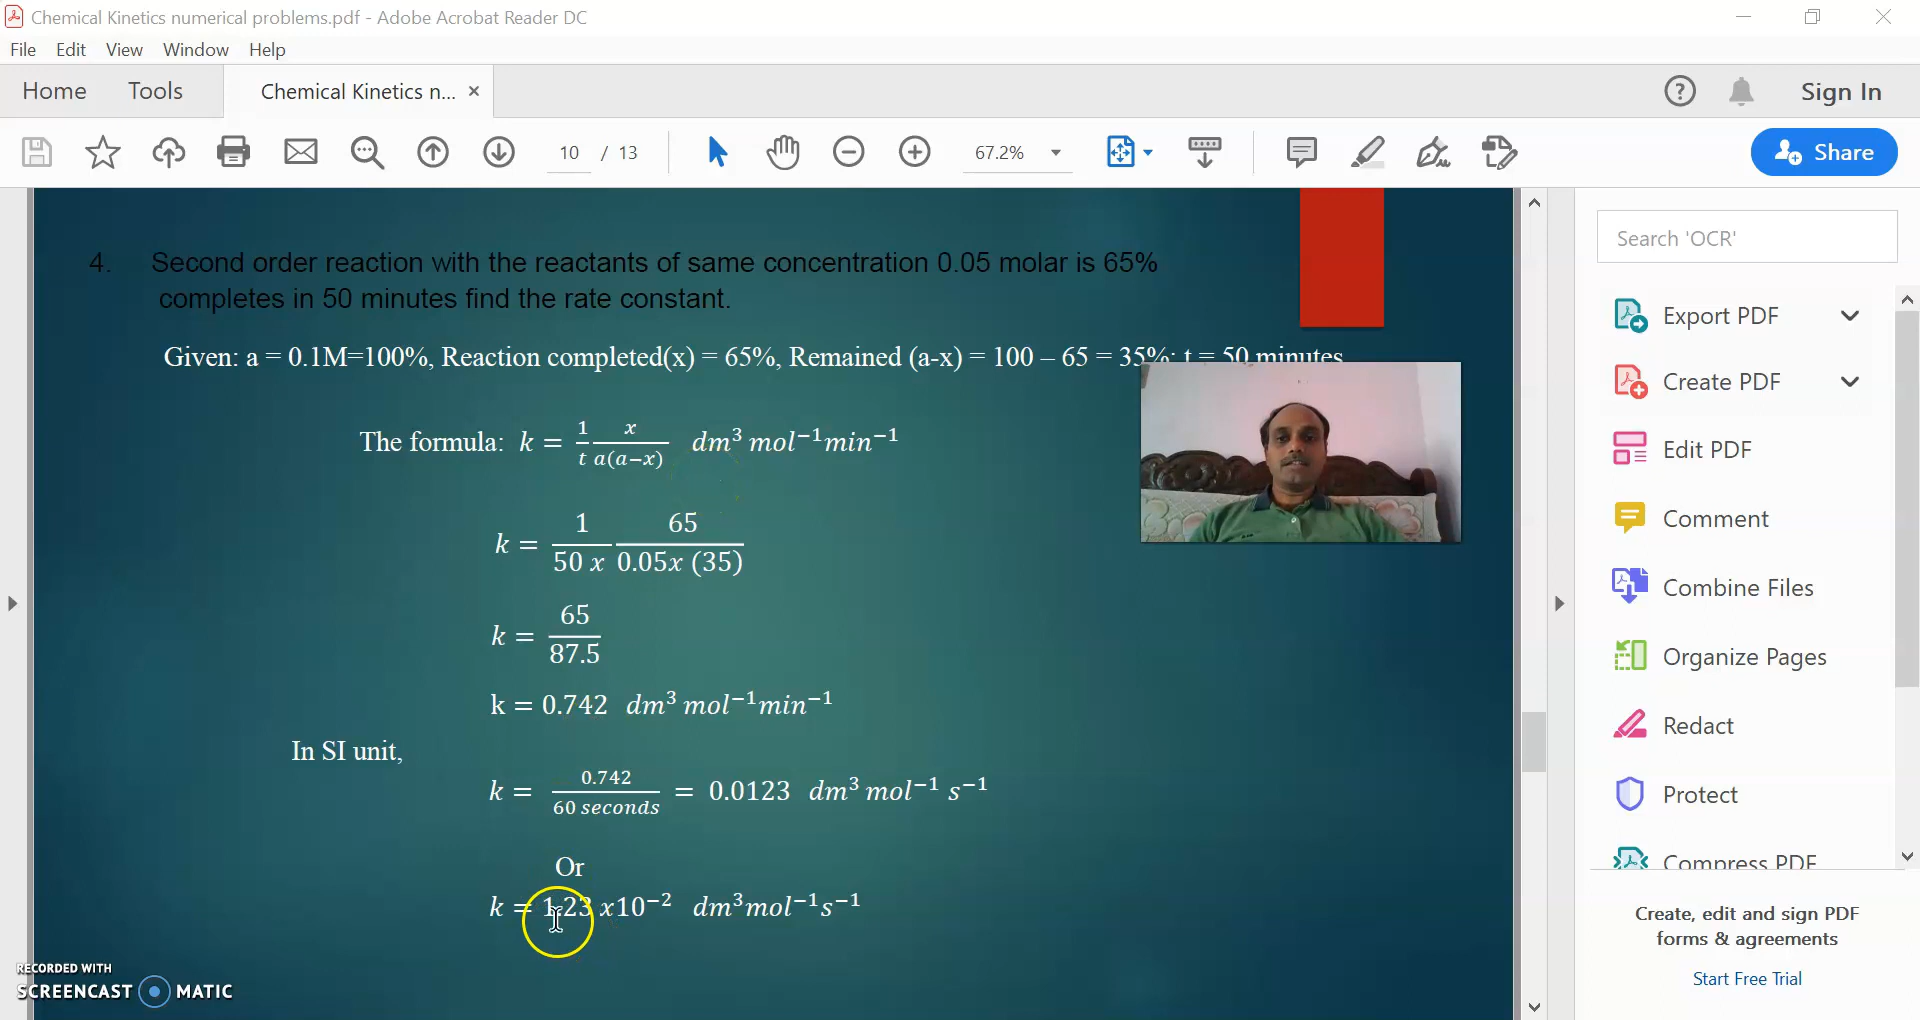 Chemical Kinetics numerical problems.pdf - Adobe Acrobat Reader DC
File Edit View Window Help
Home Tools Chemical Kinetics n... × Sign In
10 / 13 67.2% Share
4. Second order reaction with the reactants of same concentration 0.05 molar is 65%
completes in 50 minutes find the rate constant.
Given: a = 0.1M=100%, Reaction completed(x) = 65%, Remained (a-x) = 100 – 65 = 35%; t = 50 minutes
The formula: k = 1/t x/a(a−x) dm³ mol⁻¹min⁻¹
k = 1/50 x 65/0.05x (35)
k = 65/87.5
k = 0.742 dm³ mol⁻¹min⁻¹
In SI unit,
k = 0.742/60 seconds = 0.0123 dm³ mol⁻¹ s⁻¹
Or
k = 1.23 x10⁻² dm³mol⁻¹s⁻¹
RECORDED WITH
SCREENCAST MATIC
Search 'OCR'
Export PDF
Create PDF
Edit PDF
Comment
Combine Files
Organize Pages
Redact
Protect
Compress PDF
Create, edit and sign PDF
forms & agreements
Start Free Trial